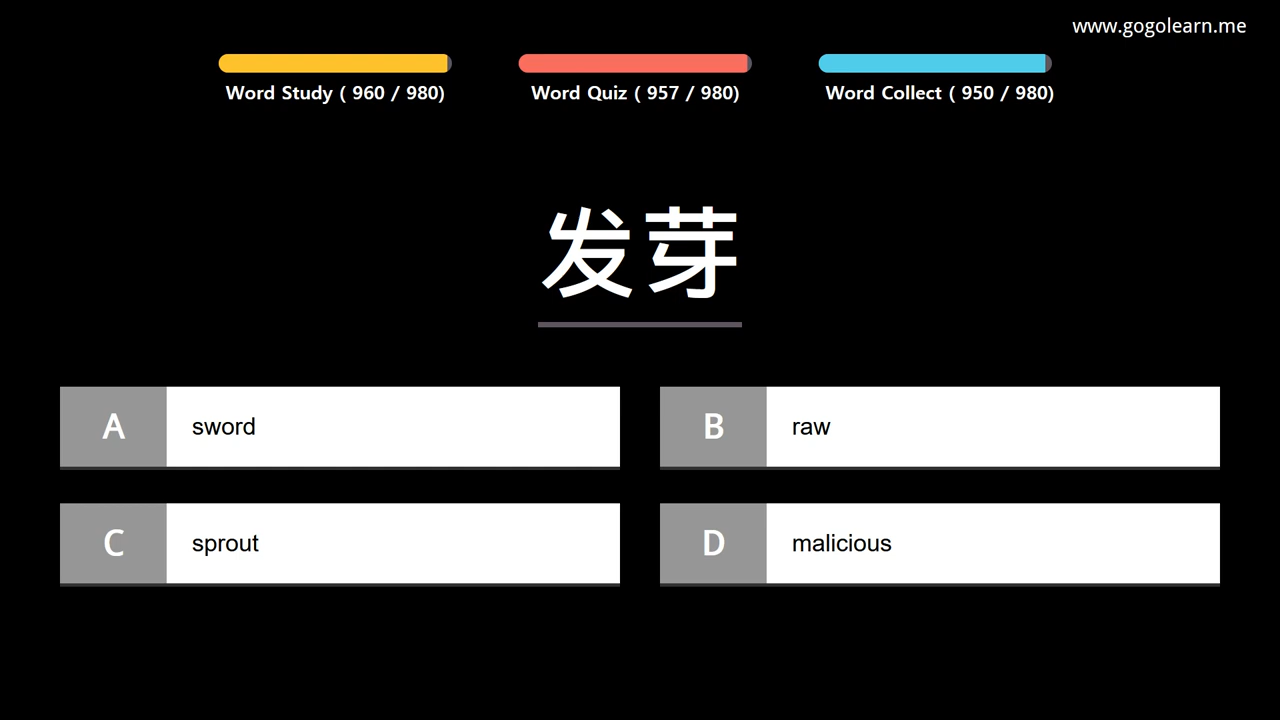 www.gogolearn.me
Word Study ( 960 / 980)
Word Quiz ( 957 / 980)
Word Collect ( 950 / 980)
发芽
A sword
B raw
C sprout
D malicious